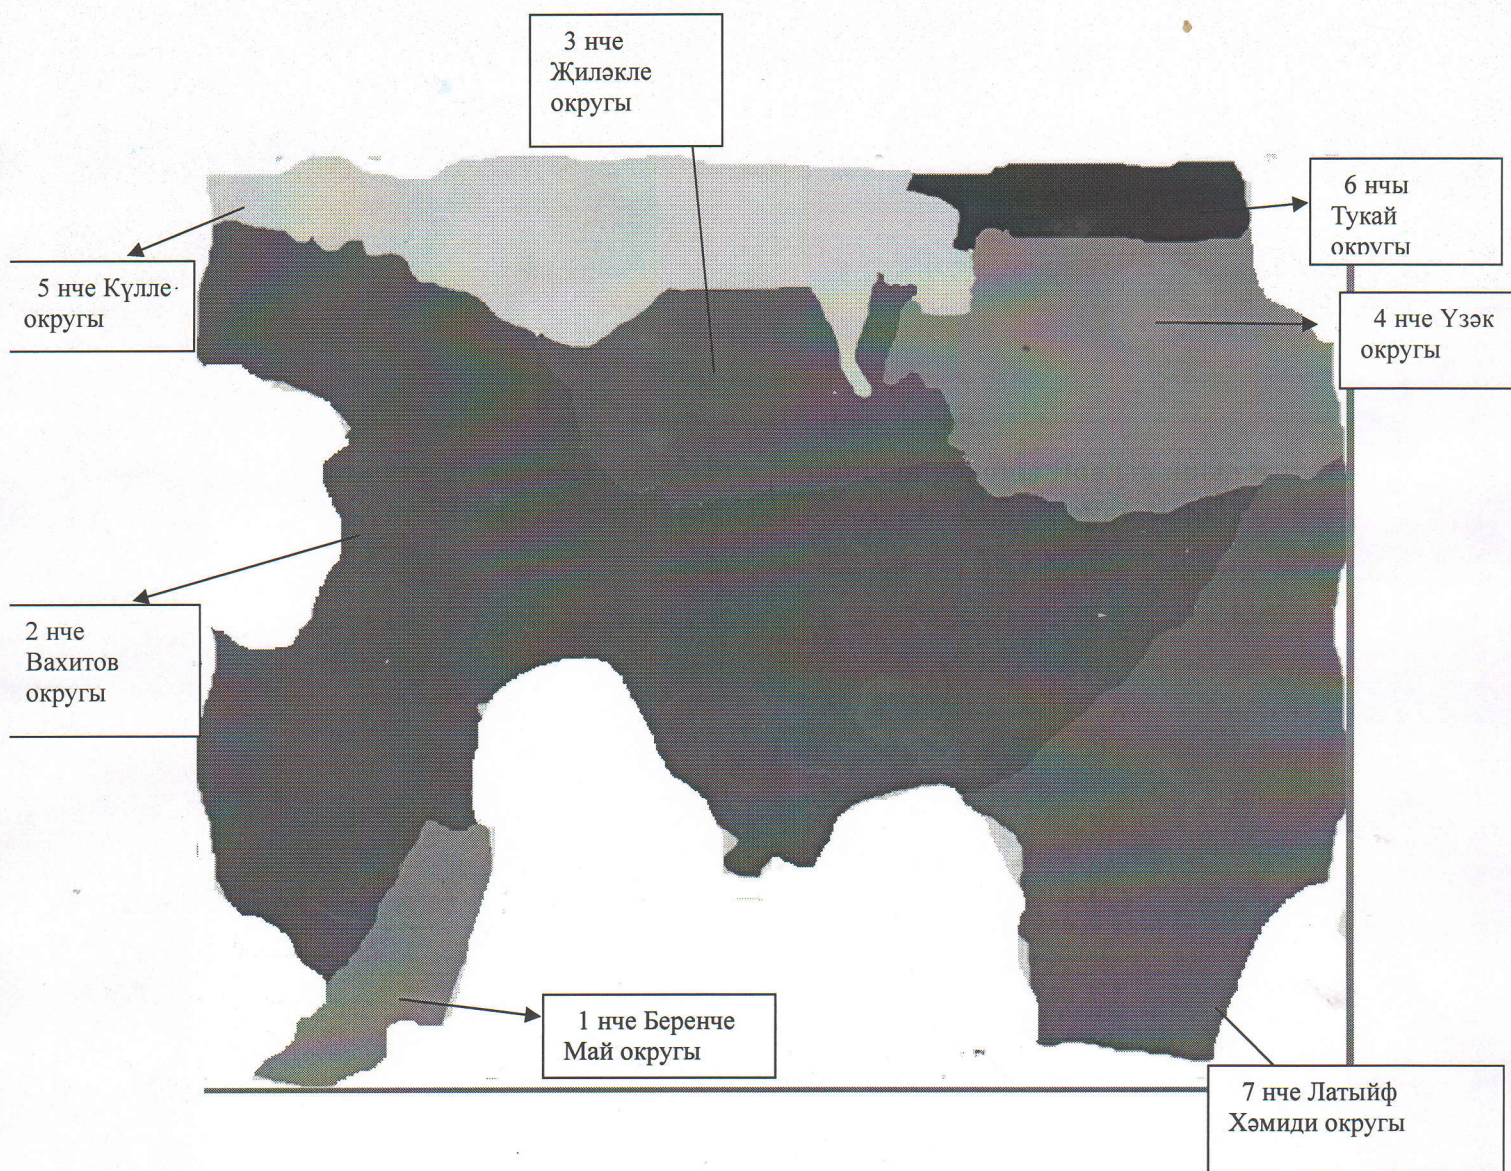 3 нче
Җиләкле
округы
6 нчы
Тукай
округы
5 нче Күлле
округы
4 нче Үзәк
округы
2 нче
Вахитов
округы
1 нче Беренче
Май округы
7 нче Латыйф
Хәмиди округы